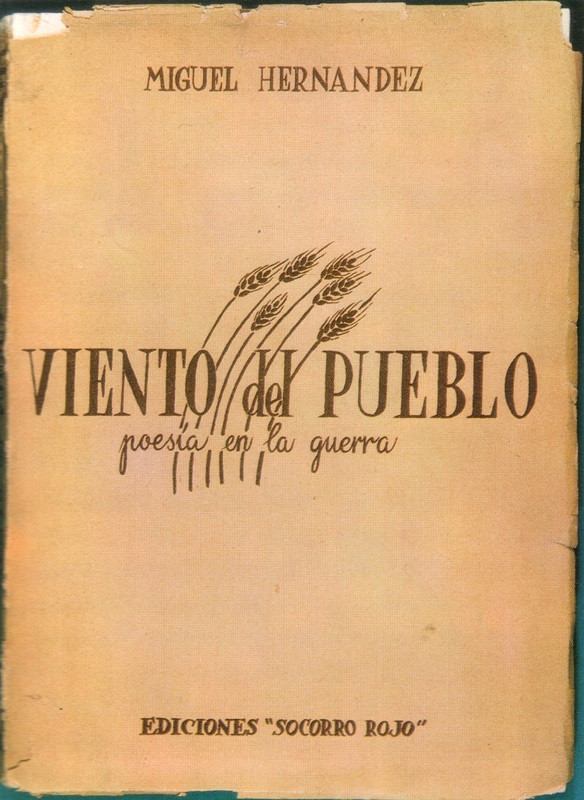 MIGUEL HERNANDEZ
VIENTO del PUEBLO
poesía en la guerra
EDICIONES "SOCORRO ROJO"